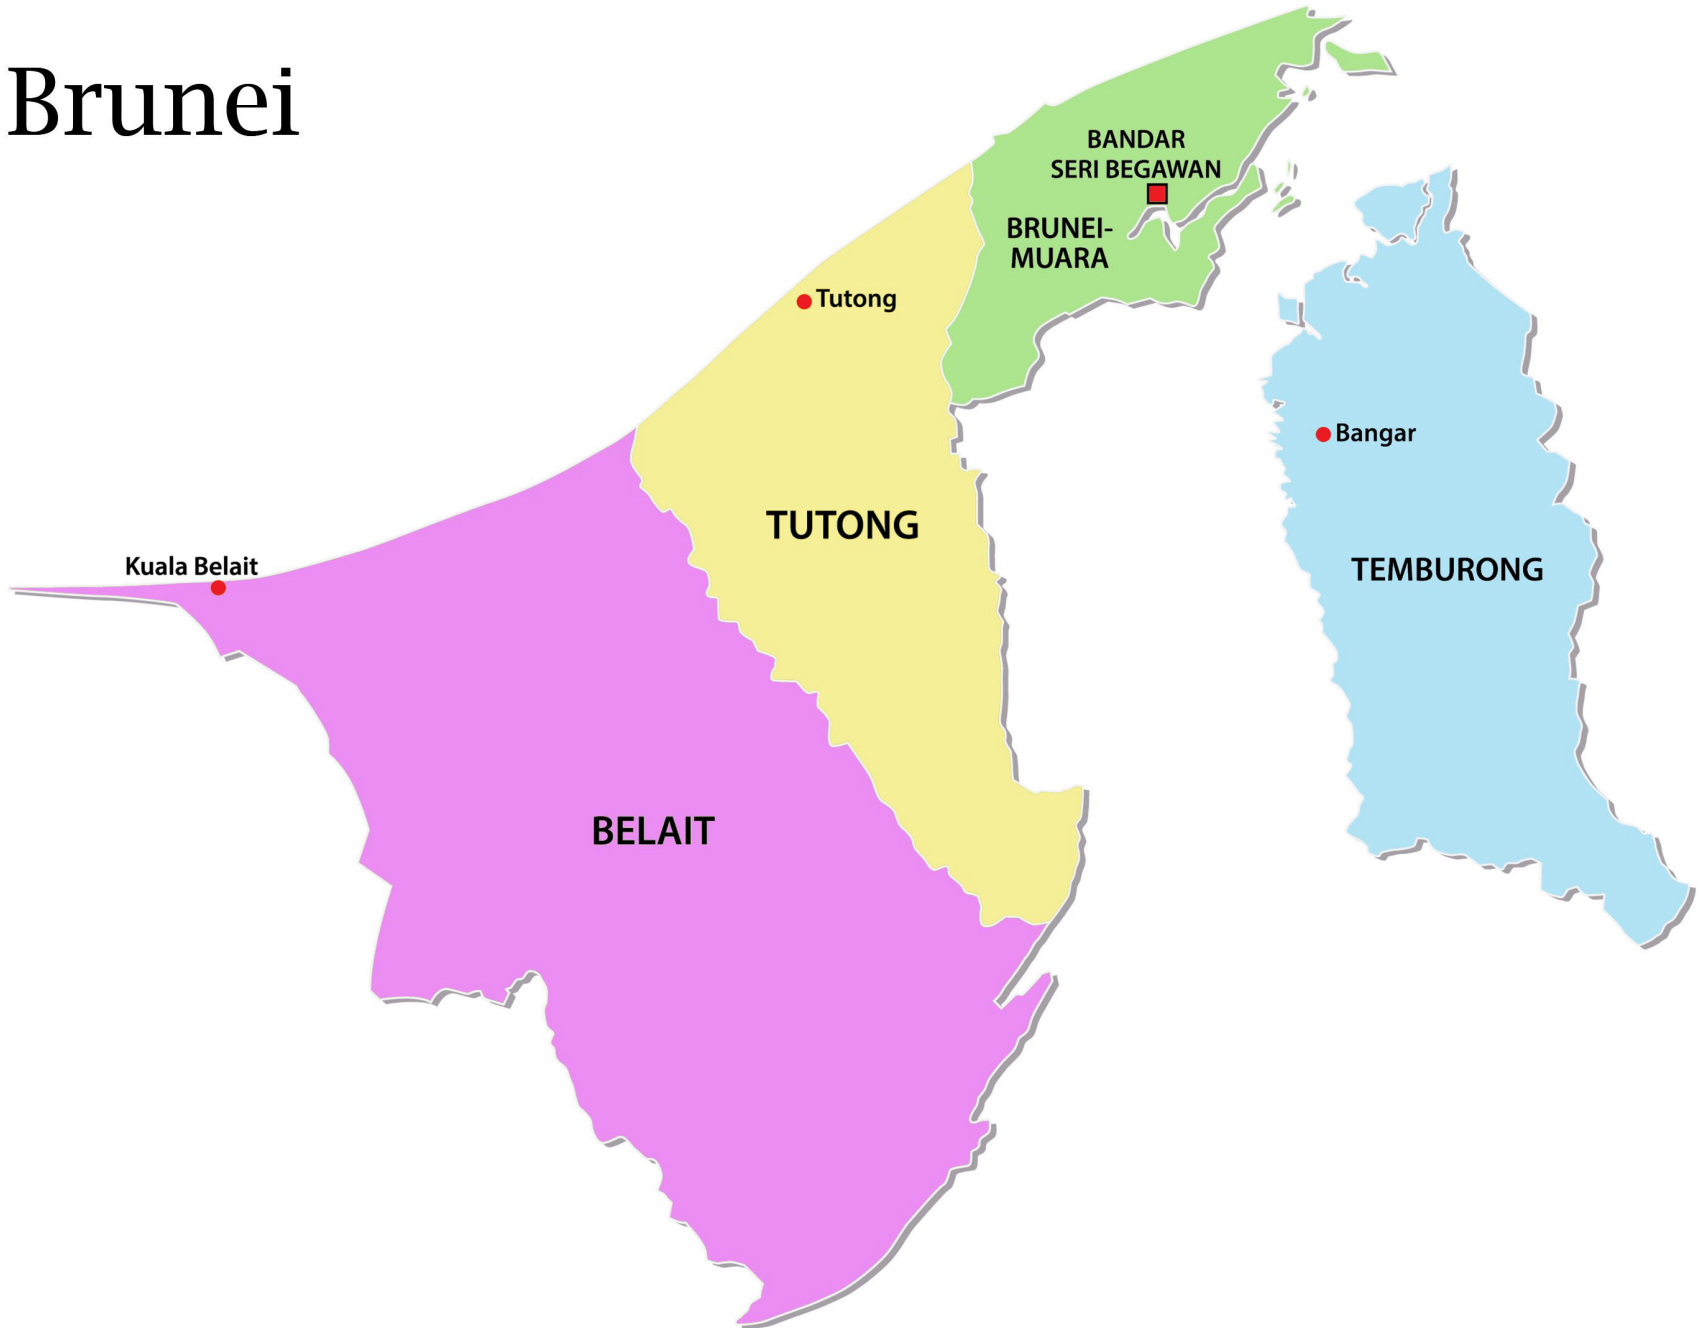 Brunei
BANDAR
SERI BEGAWAN
BRUNEI-
MUARA
Tutong
Bangar
TUTONG
Kuala Belait
TEMBURONG
BELAIT